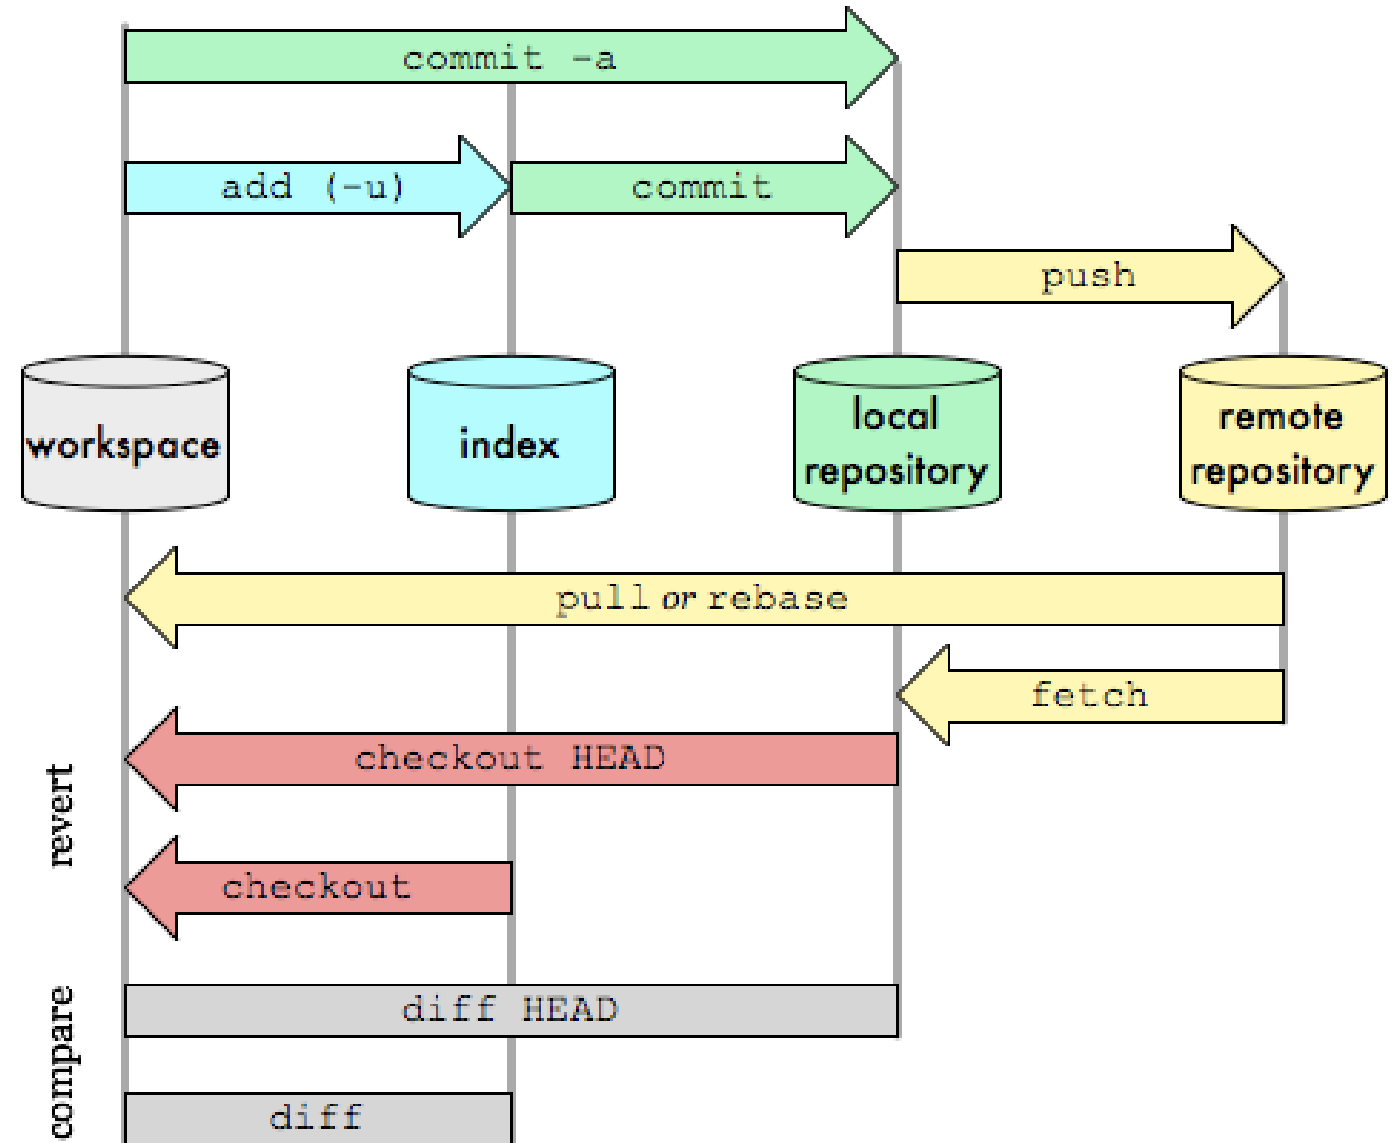 commit -a
add (-u)
commit
push
workspace
index
local
repository
remote
repository
pull or rebase
fetch
revert
checkout HEAD
checkout
compare
diff HEAD
diff